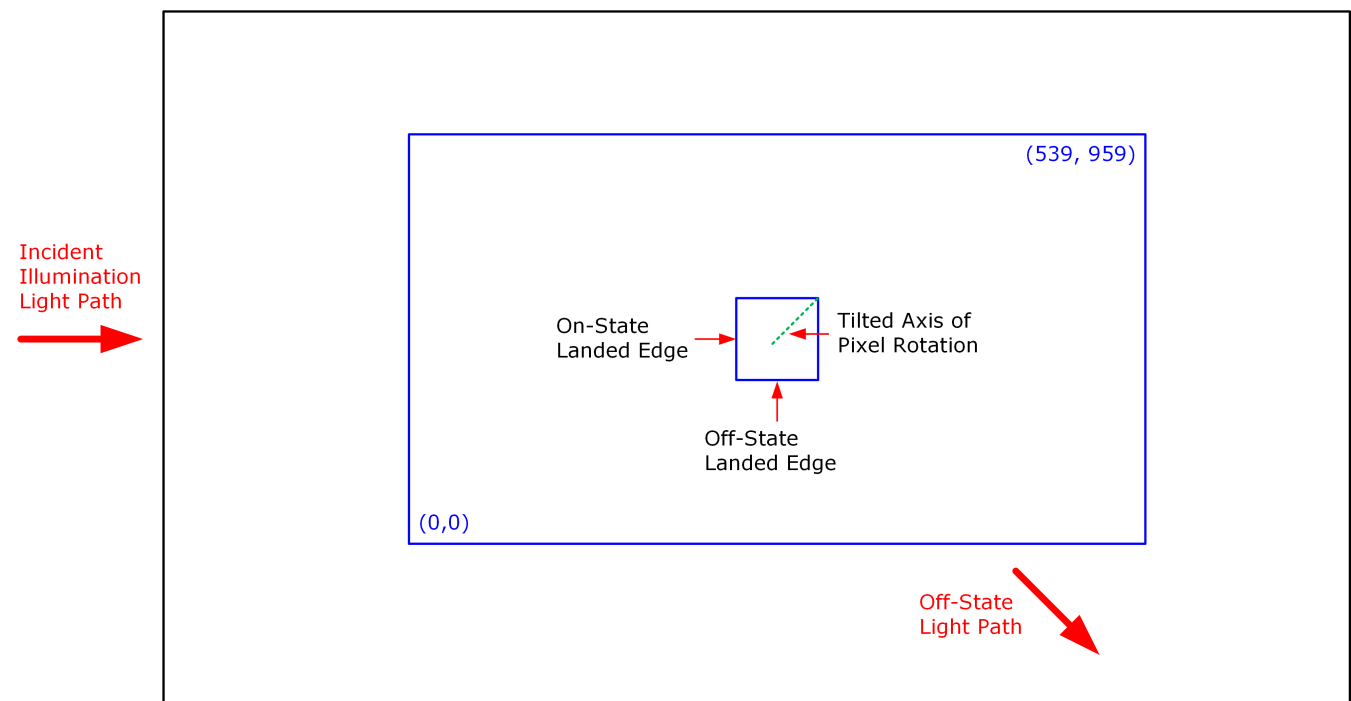 (539, 959)
Incident
Illumination
Light Path
On-State
Landed Edge
Tilted Axis of
Pixel Rotation
Off-State
Landed Edge
(0,0)
Off-State
Light Path